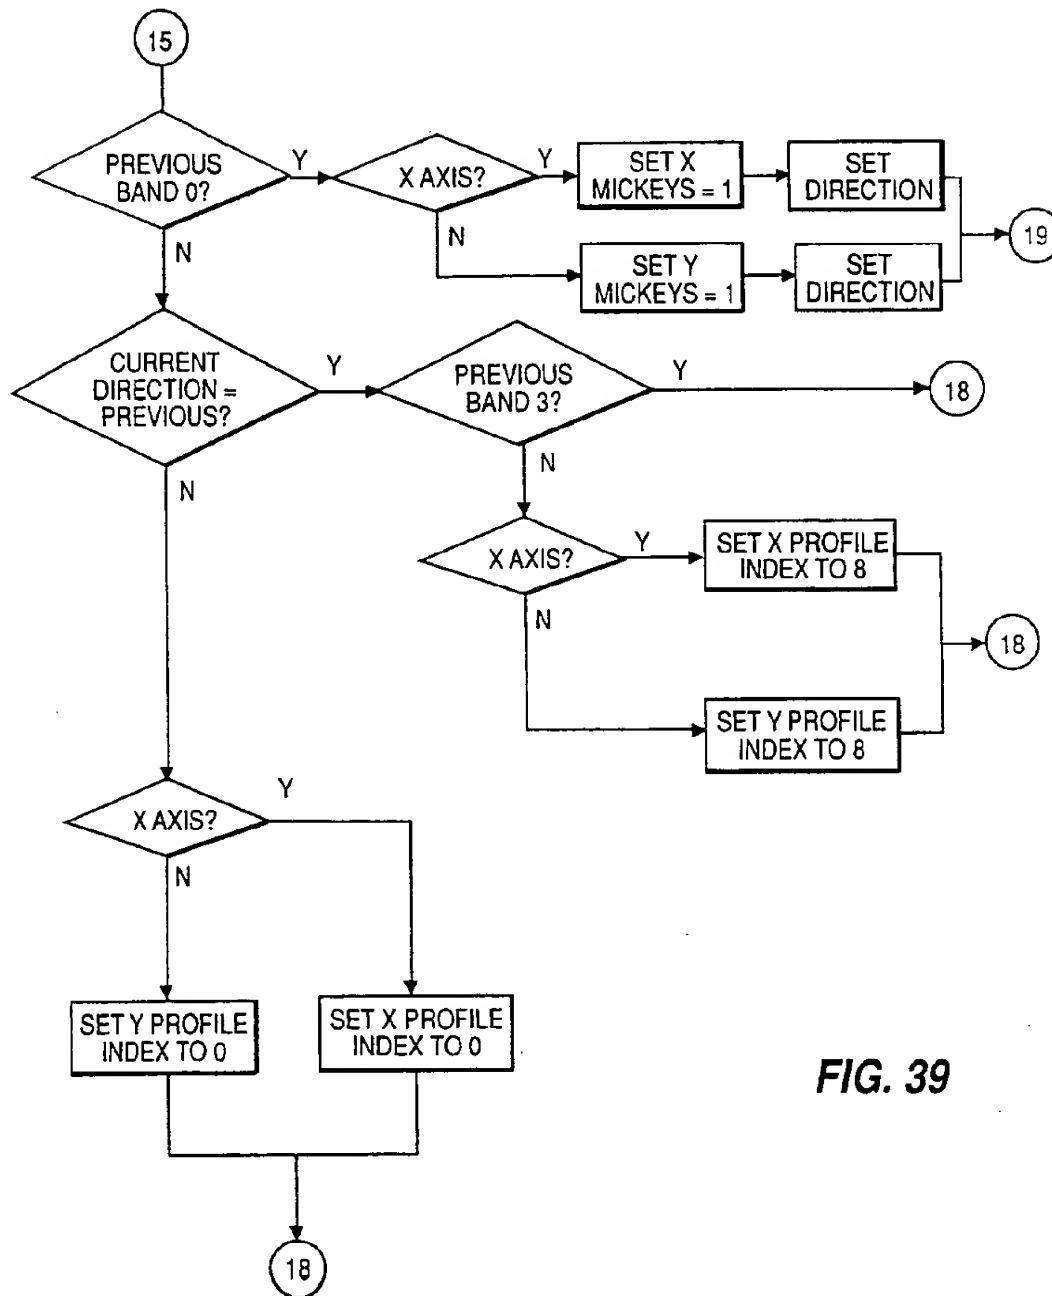 15
PREVIOUS
BAND 0?
Y
X AXIS?
Y
SET X
MICKEYS = 1
SET
DIRECTION
N
N
SET Y
MICKEYS = 1
SET
DIRECTION
19
CURRENT
DIRECTION =
PREVIOUS?
Y
PREVIOUS
BAND 3?
Y
18
N
N
X AXIS?
Y
SET X PROFILE
INDEX TO 8
N
18
SET Y PROFILE
INDEX TO 8
X AXIS?
Y
N
SET Y PROFILE
INDEX TO 0
SET X PROFILE
INDEX TO 0
18
FIG. 39